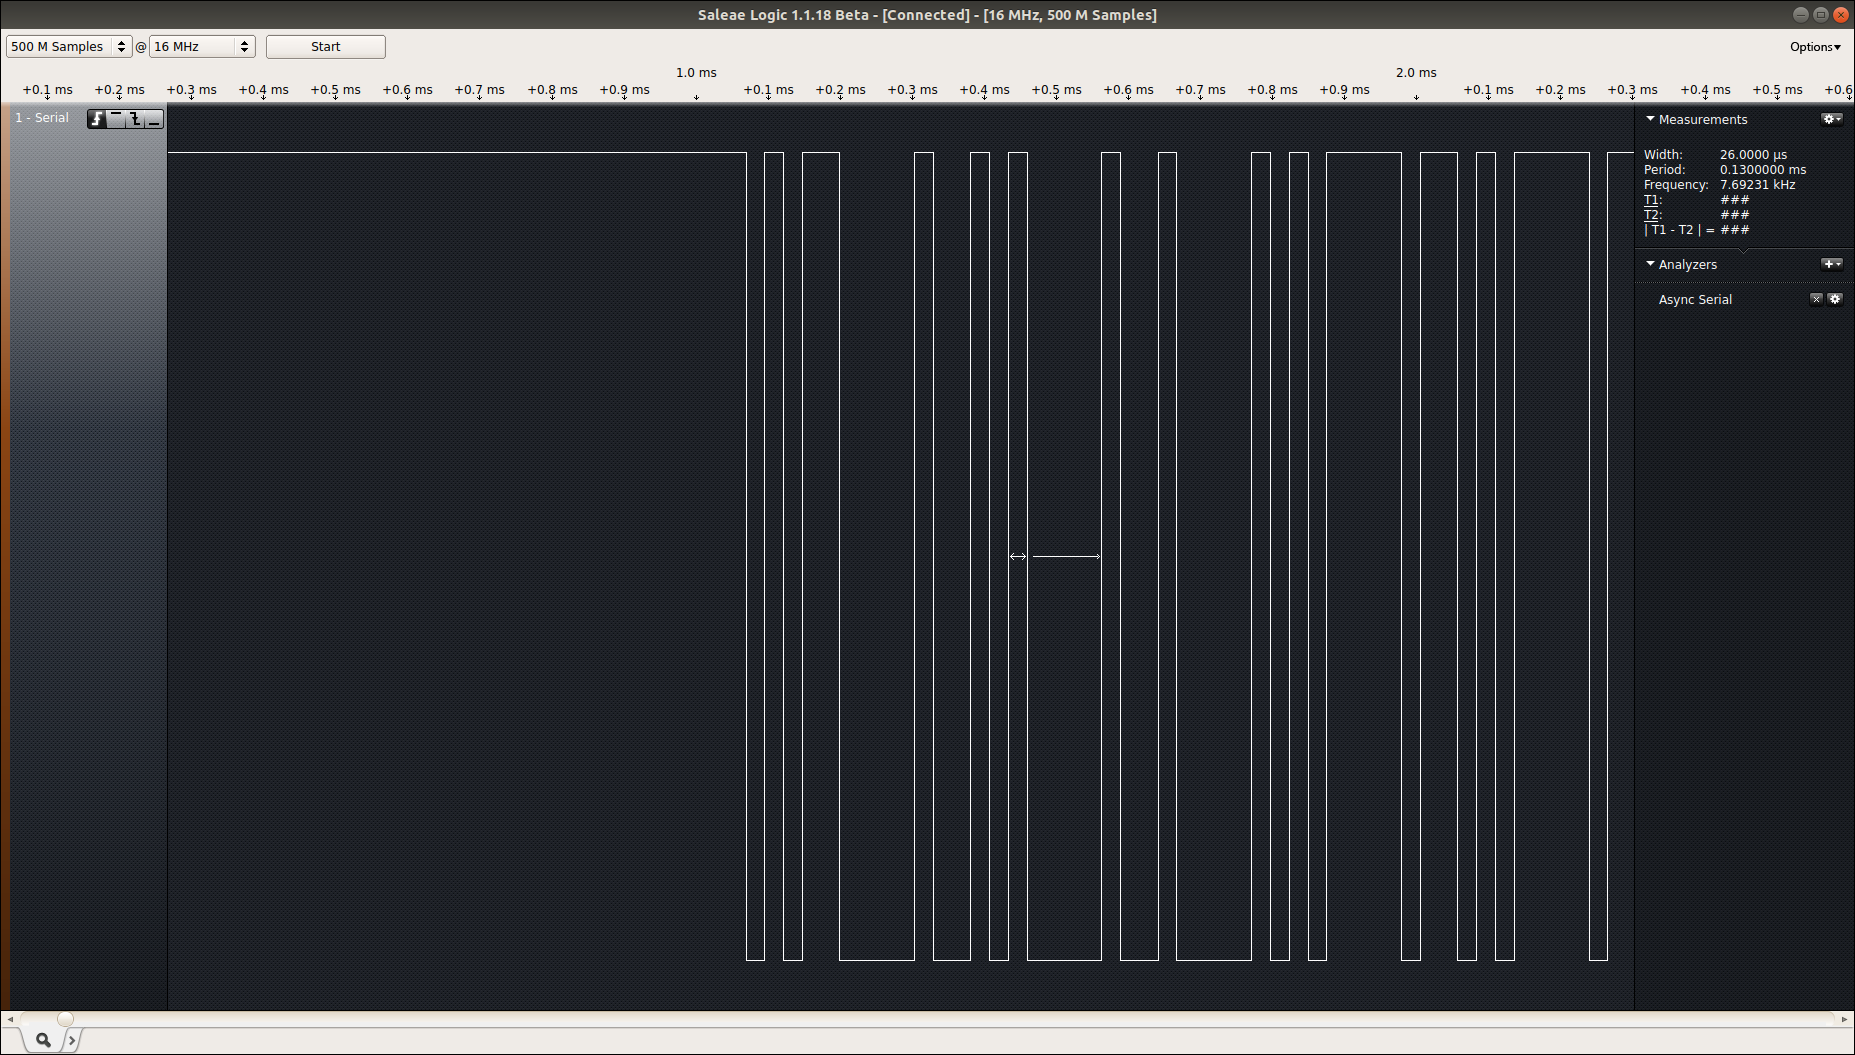 Saleae Logic 1.1.18 Beta - [Connected] - [16 MHz, 500 M Samples]
500 M Samples @ 16 MHz Start Options
1.0 ms 2.0 ms
+0.1 ms +0.2 ms +0.3 ms +0.4 ms +0.5 ms +0.6 ms +0.7 ms +0.8 ms +0.9 ms +0.1 ms +0.2 ms +0.3 ms +0.4 ms +0.5 ms +0.6 ms +0.7 ms +0.8 ms +0.9 ms +0.1 ms +0.2 ms +0.3 ms +0.4 ms +0.5 ms +0.6
1 - Serial
Measurements
Width: 26.0000 µs
Period: 0.1300000 ms
Frequency: 7.69231 kHz
T1: ###
T2: ###
| T1 - T2 | = ###
Analyzers
Async Serial